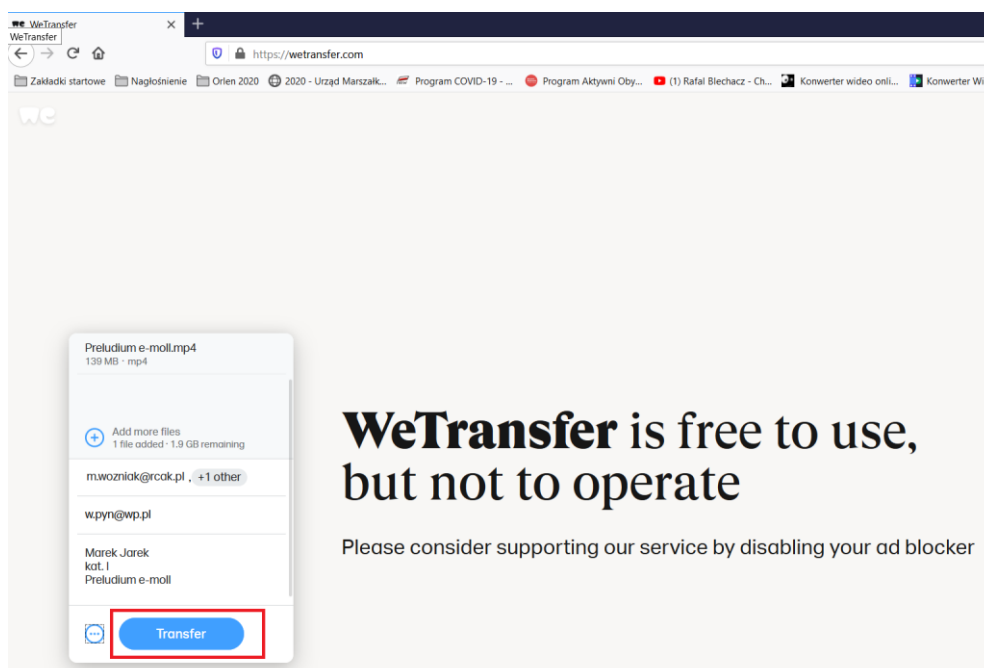 we WeTransfer
WeTransfer
https://wetransfer.com
Zakładki startowe Nagłośnienie Orlen 2020 2020 - Urząd Marszałk... Program COVID-19 - ... Program Aktywni Oby... (1) Rafal Blechacz - Ch... Konwerter wideo onli... Konwerter Wi
we
Preludium e-moll.mp4
139 MB - mp4
Add more files
1 file added · 1.9 GB remaining
m.wozniak@rcak.pl , +1 other
w.pyn@wp.pl
Marek Jarek
kat. I
Preludium e-moll
Transfer
WeTransfer is free to use,
but not to operate
Please consider supporting our service by disabling your ad blocker